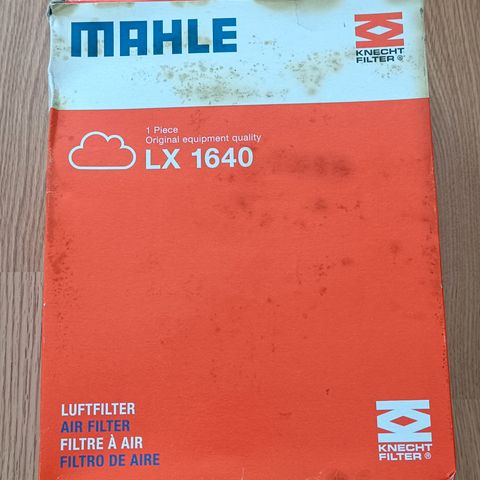 MAHLE
KNECHT
FILTER®
1 Piece
Original equipment quality
LX 1640
LUFTFILTER
AIR FILTER
FILTRE À AIR
FILTRO DE AIRE
KNECHT
FILTER®